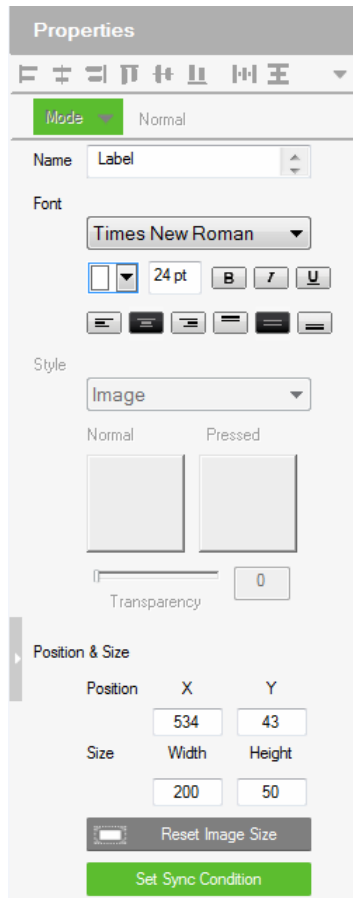 Properties
Mode Normal
Name Label
Font
Times New Roman
24 pt B I U
Style
Image
Normal Pressed
0
Transparency
Position & Size
Position X Y
534 43
Size Width Height
200 50
Reset Image Size
Set Sync Condition